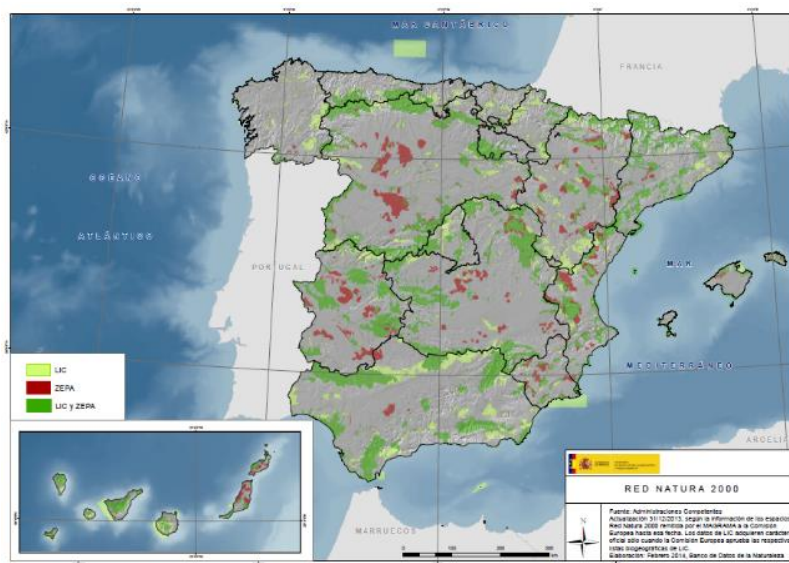 MAR CANTÁBRICO
FRANCIA
OCÉANO
ATLÁNTICO
PORTUGAL
MAR
MEDITERRÁNEO
LIC
ZEPA
LIC y ZEPA
ARGELI
MARRUECOS
RED NATURA 2000
N
Fuente: Administraciones Competentes
Actualización 31/12/2013, según la información de los espacios
Red Natura 2000 remitida por el MAGRAMA a la Comisión
Europea hasta esa fecha. Los datos de LIC adquieren carácter
oficial sólo cuando la Comisión Europea aprueba las respectivas
listas biogeográficas de LIC.
Elaboración: Febrero 2014, Banco de Datos de la Naturaleza